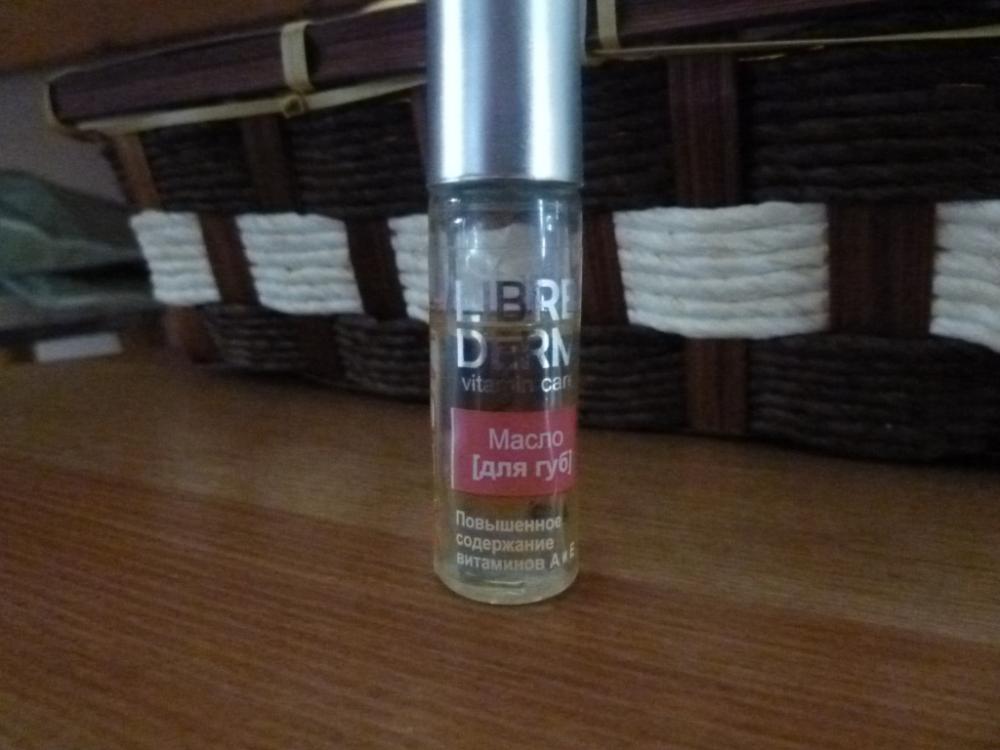 LIBRE
DERM
vitamin care
Масло
[для губ]
Повышенное
содержание
витаминов А и Е